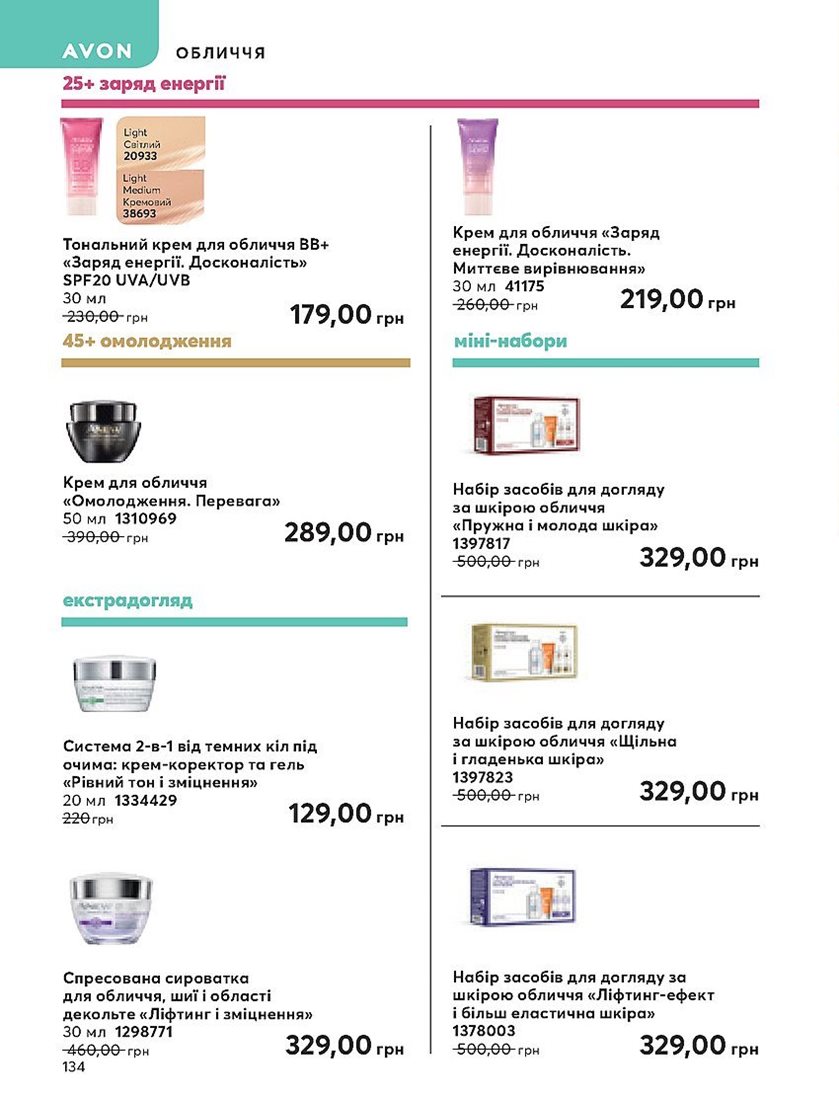 AVON
ОБЛИЧЧЯ
25+ заряд енергії
Light
Світлий
20933
Light
Medium
Кремовий
38693
Тональний крем для обличчя BB+
«Заряд енергії. Досконалість»
SPF20 UVA/UVB
30 мл
230,00 грн
179,00 грн
Крем для обличчя «Заряд
енергії. Досконалість.
Миттєве вирівнювання»
30 мл 41175
260,00 грн
219,00 грн
45+ омолодження
Крем для обличчя
«Омолодження. Перевага»
50 мл 1310969
390,00 грн
289,00 грн
екстрадогляд
Система 2-в-1 від темних кіл під
очима: крем-коректор та гель
«Рівний тон і зміцнення»
20 мл 1334429
220 грн
129,00 грн
Спресована сироватка
для обличчя, шиї і області
декольте «Ліфтинг і зміцнення»
30 мл 1298771
460,00 грн
329,00 грн
міні-набори
Набір засобів для догляду
за шкірою обличчя
«Пружна і молода шкіра»
1397817
500,00 грн
329,00 грн
Набір засобів для догляду
за шкірою обличчя «Щільна
і гладенька шкіра»
1397823
500,00 грн
329,00 грн
Набір засобів для догляду за
шкірою обличчя «Ліфтинг-ефект
і більш еластична шкіра»
1378003
500,00 грн
329,00 грн
134